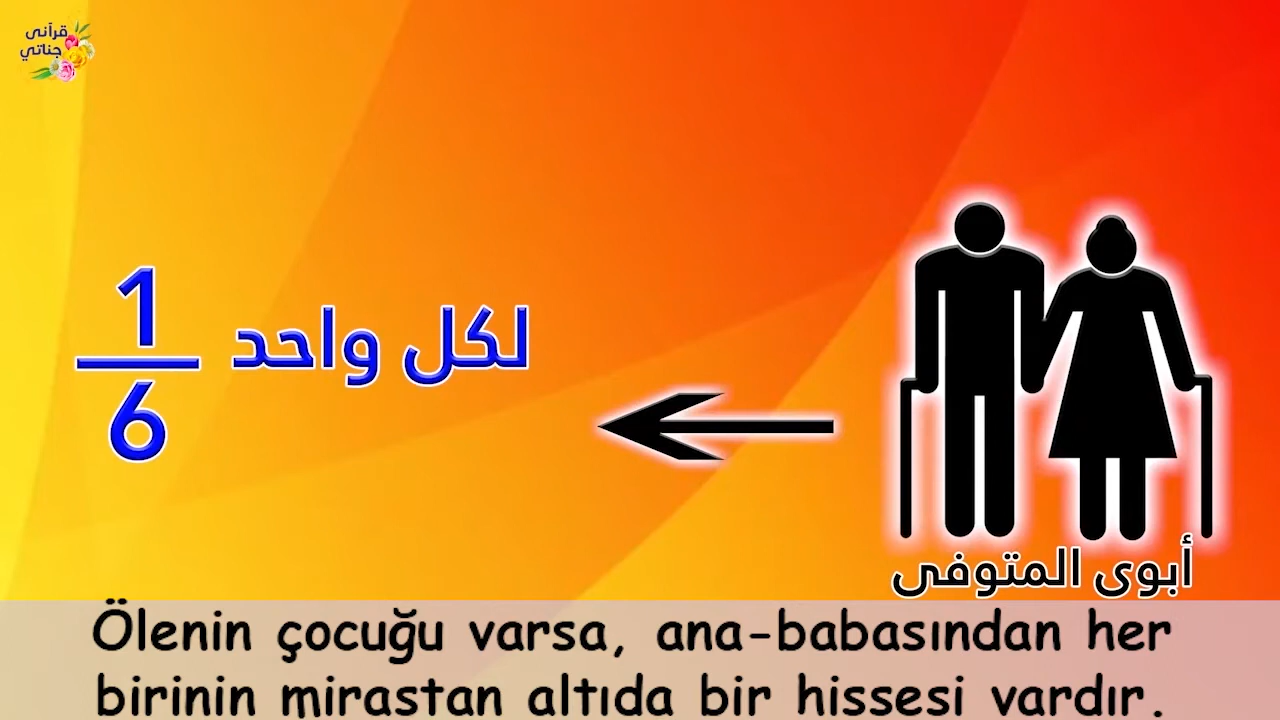 قرآنى
جناتي
لكل واحد
1
6
أبوى المتوفى
Ölenin çocuğu varsa, ana-babasından her
birinin mirastan altıda bir hissesi vardır.